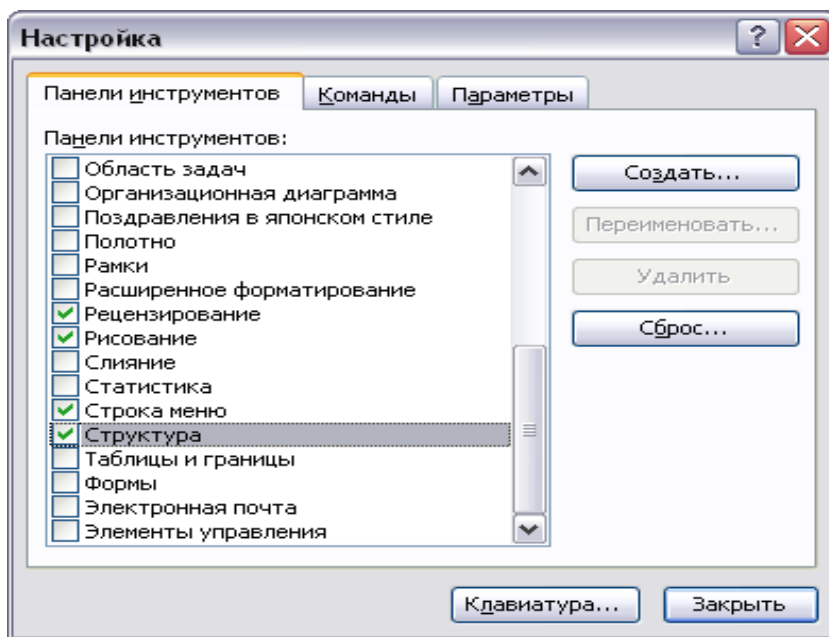 Настройка
Панели инструментов
Команды
Параметры
Панели инструментов:
Область задач
Организационная диаграмма
Поздравления в японском стиле
Полотно
Рамки
Расширенное форматирование
Рецензирование
Рисование
Слияние
Статистика
Строка меню
Структура
Таблицы и границы
Формы
Электронная почта
Элементы управления
Создать...
Переименовать...
Удалить
Сброс...
Клавиатура...
Закрыть